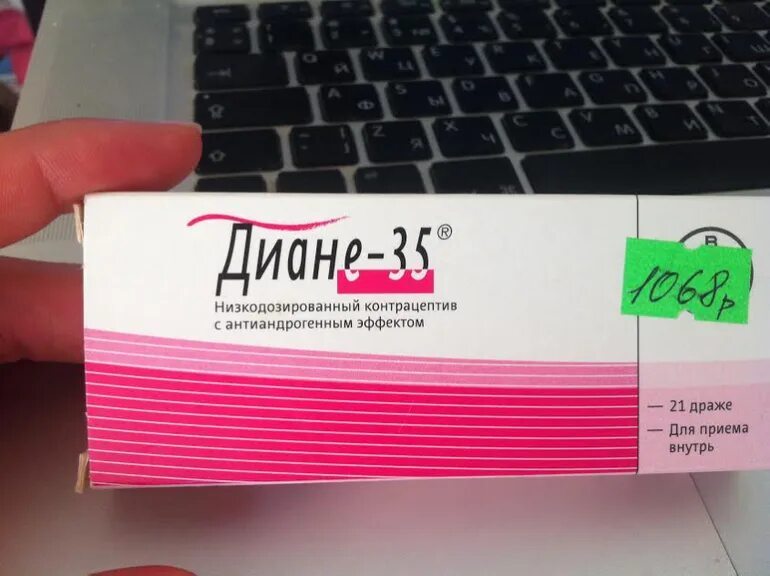 Диане-35®
Низкодозированный контрацептив
с антиандрогенным эффектом
1068р
— 21 драже
— Для приема
внутрь